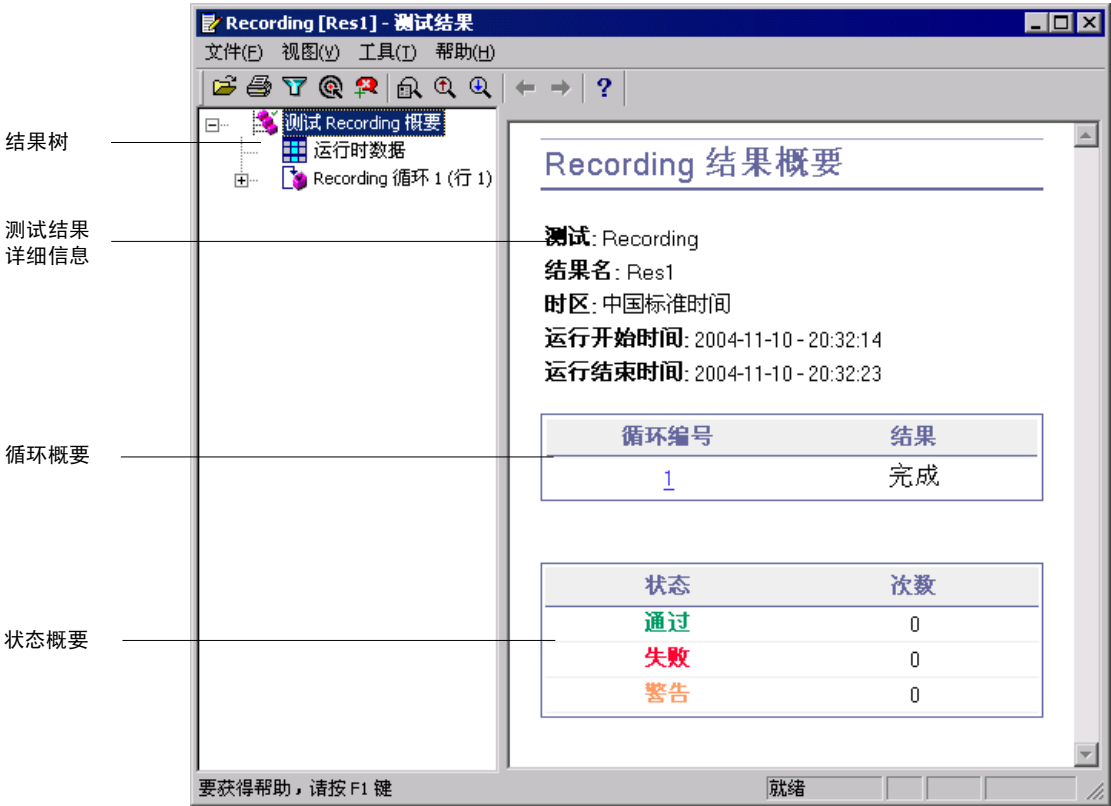 Recording [Res1] - 测试结果
文件(F) 视图(V) 工具(T) 帮助(H)
结果树
测试 Recording 概要
运行时数据
Recording 循环 1 (行 1)
Recording 结果概要
测试结果
详细信息
测试: Recording
结果名: Res1
时区: 中国标准时间
运行开始时间: 2004-11-10 - 20:32:14
运行结束时间: 2004-11-10 - 20:32:23
循环概要
循环编号 结果
1 完成
状态概要
状态 次数
通过 0
失败 0
警告 0
要获得帮助，请按 F1 键
就绪